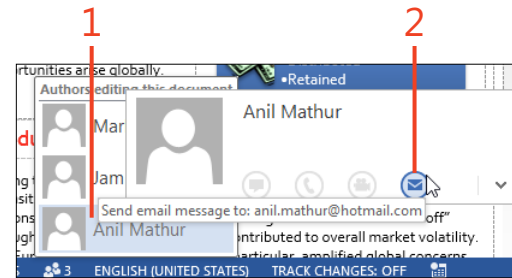 1
2
rtunities arise globally.
•Retained
Authors editing this document
Anil Mathur
Mar
Jam
Send email message to: anil.mathur@hotmail.com
Anil Mathur
off"
ntributed to overall market volatility.
particular, amplified global concerns
3 ENGLISH (UNITED STATES) TRACK CHANGES: OFF